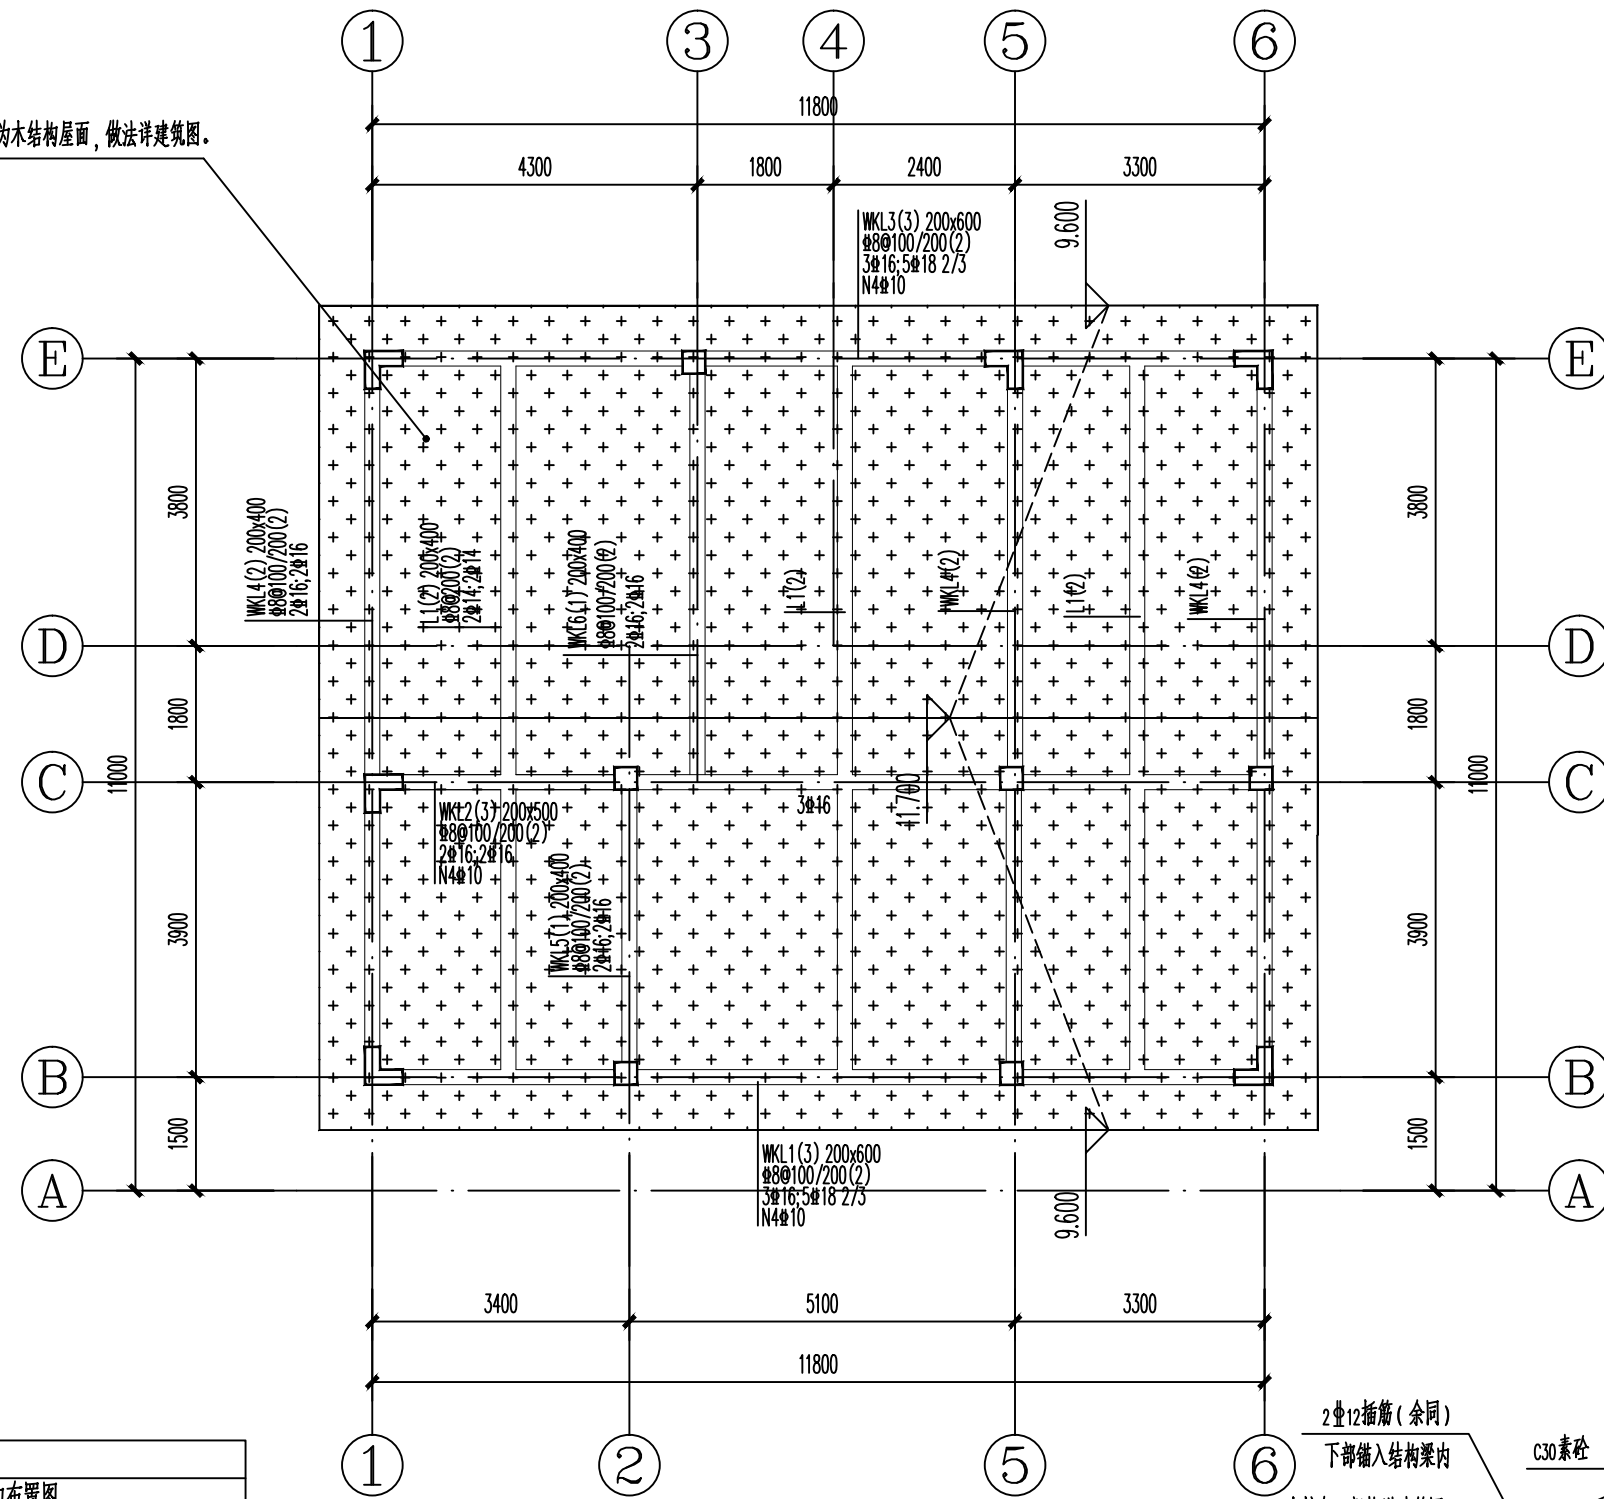 1
3
4
5
6
11800
为木结构屋面，做法详建筑图。
4300
1800
2400
3300
WKL3(3) 200x600
Φ8@100/200(2)
3Φ16;5Φ18 2/3
N4Φ10
9.600
E
E
3800
3800
WKL4(2) 200x400
Φ8@100/200(2)
2Φ16;2Φ16
L1(2) 200x400
Φ8@200(2)
2Φ14;2Φ14
WKL6(1) 200x400
Φ8@100/200(2)
2Φ16;2Φ16
L1(2)
WKL4(2)
L1(2)
WKL4(2)
D
D
1800
1800
11000
11000
C
C
11.700
3Φ16
WKL2(3) 200x500
Φ8@100/200(2)
2Φ16;2Φ16
N4Φ10
WKL5(1) 200x400
Φ8@100/200(2)
2Φ16;2Φ16
3900
3900
B
B
1500
1500
WKL1(3) 200x600
Φ8@100/200(2)
3Φ16;5Φ18 2/3
N4Φ10
9.600
A
A
3400
5100
3300
11800
2Φ12插筋(余同)
下部锚入结构梁内
C30素砼
1
2
5
6
布置图